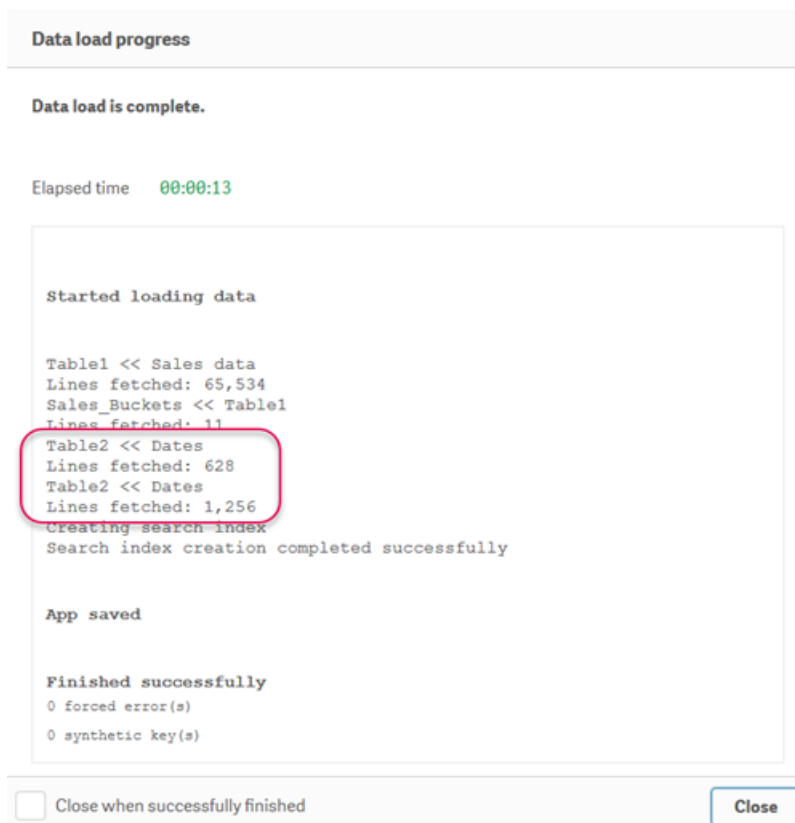 Data load progress
Data load is complete.
Elapsed time 00:00:13
Started loading data
Table1 << Sales data
Lines fetched: 65,534
Sales_Buckets << Table1
Lines fetched: 11
Table2 << Dates
Lines fetched: 628
Table2 << Dates
Lines fetched: 1,256
Creating search index
Search index creation completed successfully
App saved
Finished successfully
0 forced error(s)
0 synthetic key(s)
Close when successfully finished
Close